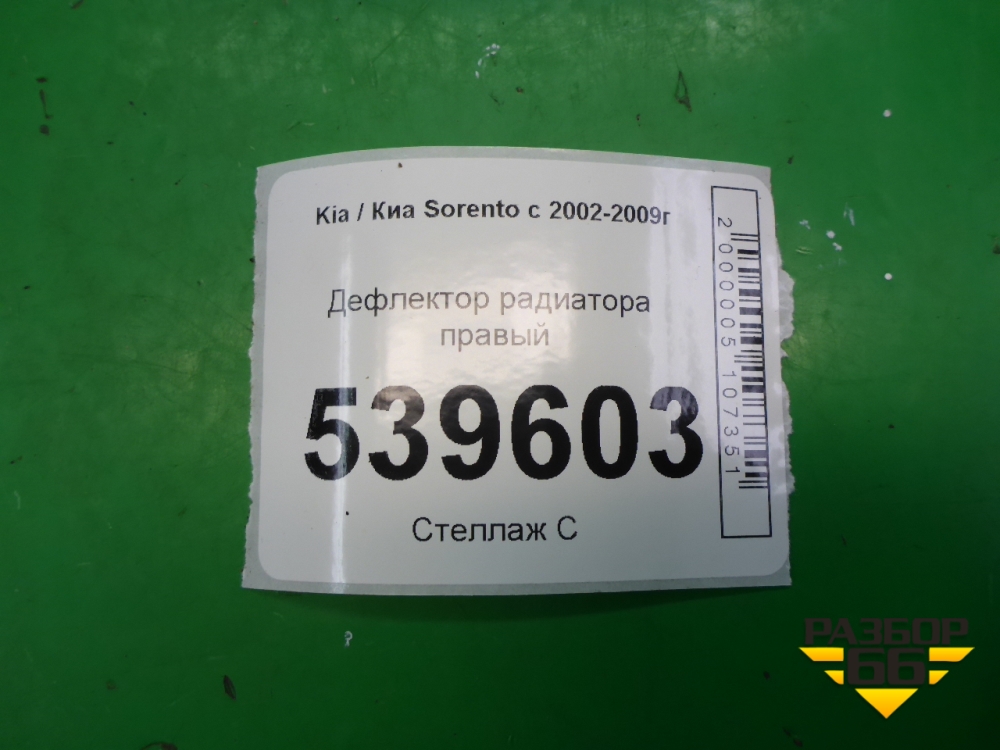 Kia / Киа Sorento с 2002-2009г
Дефлектор радиатора
правый
539603
Стеллаж С
2000005107351
РАЗБОР
66